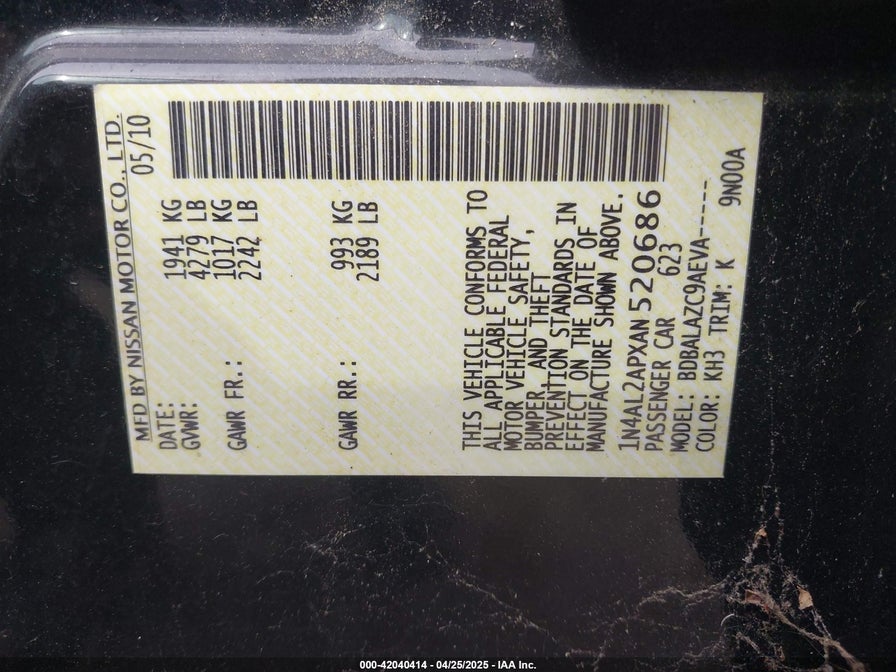 MFD BY NISSAN MOTOR CO., LTD.
DATE: 05/10
GVWR: 1941 KG
4279 LB
GAWR FR.: 1017 KG
2242 LB
GAWR RR.: 993 KG
2189 LB
THIS VEHICLE CONFORMS TO
ALL APPLICABLE FEDERAL
MOTOR VEHICLE SAFETY,
BUMPER, AND THEFT
PREVENTION STANDARDS IN
EFFECT ON THE DATE OF
MANUFACTURE SHOWN ABOVE.
1N4AL2APXAN520686
PASSENGER CAR 623
MODEL: BDBALAZC9AEVA-----
COLOR: KH3 TRIM: K 9N00A
000-42040414 - 04/25/2025 - IAA Inc.